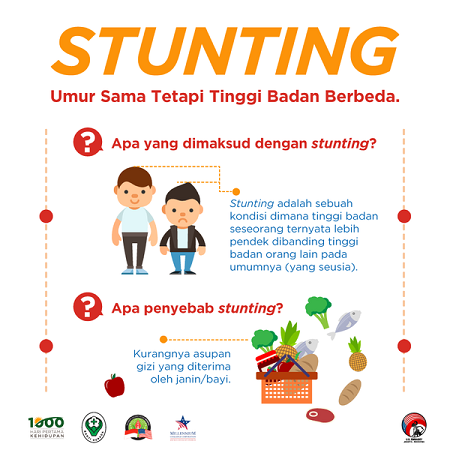 STUNTING
Umur Sama Tetapi Tinggi Badan Berbeda.
? Apa yang dimaksud dengan stunting?
Stunting adalah sebuah
kondisi dimana tinggi badan
seseorang ternyata lebih
pendek dibanding tinggi
badan orang lain pada
umumnya (yang seusia).
? Apa penyebab stunting?
Kurangnya asupan
gizi yang diterima
oleh janin/bayi.
1000
HARI PERTAMA
KEHIDUPAN